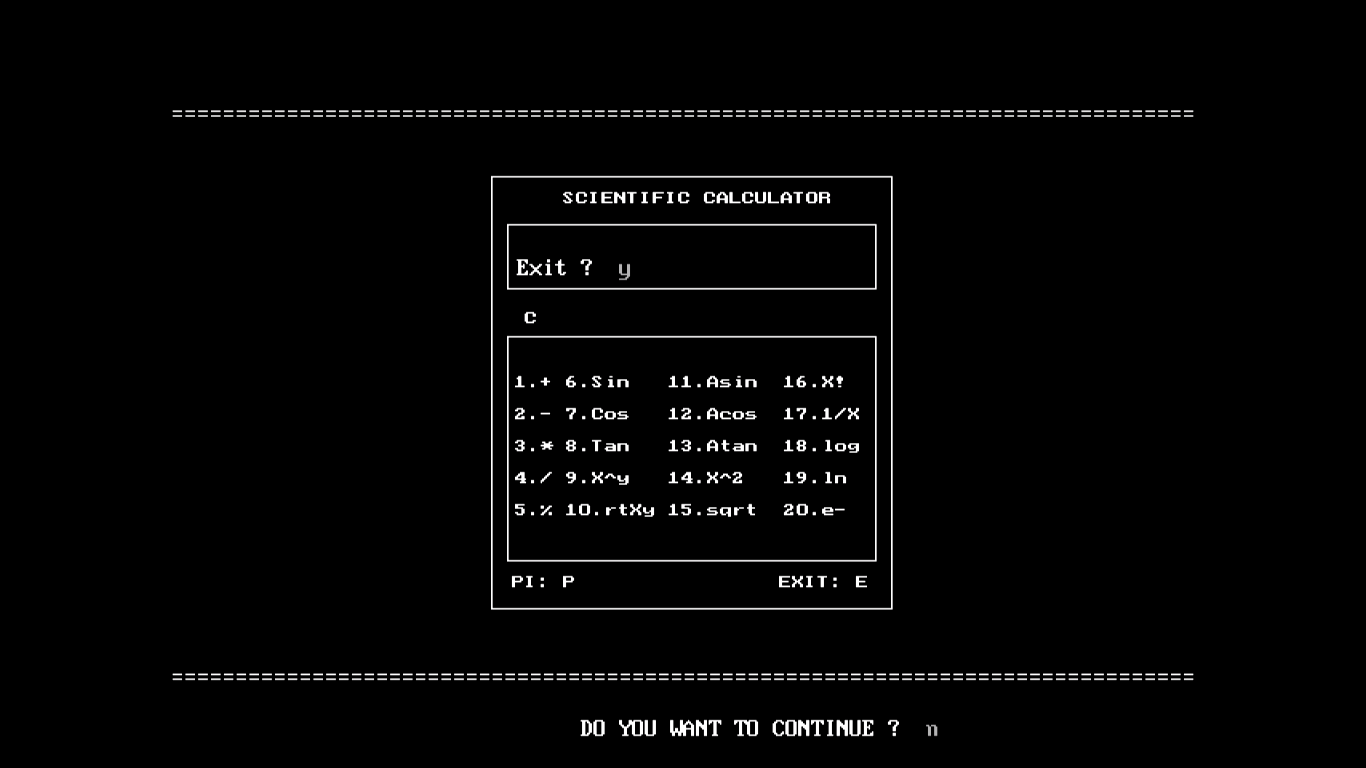 ================================================================================
SCIENTIFIC CALCULATOR
Exit ? y
C
1.+ 6.Sin 11.Asin 16.X!
2.- 7.Cos 12.Acos 17.1/X
3.* 8.Tan 13.Atan 18.log
4./ 9.X^y 14.X^2 19.ln
5.% 10.rtXy 15.sqrt 20.e-
PI: P EXIT: E
================================================================================
DO YOU WANT TO CONTINUE ? n